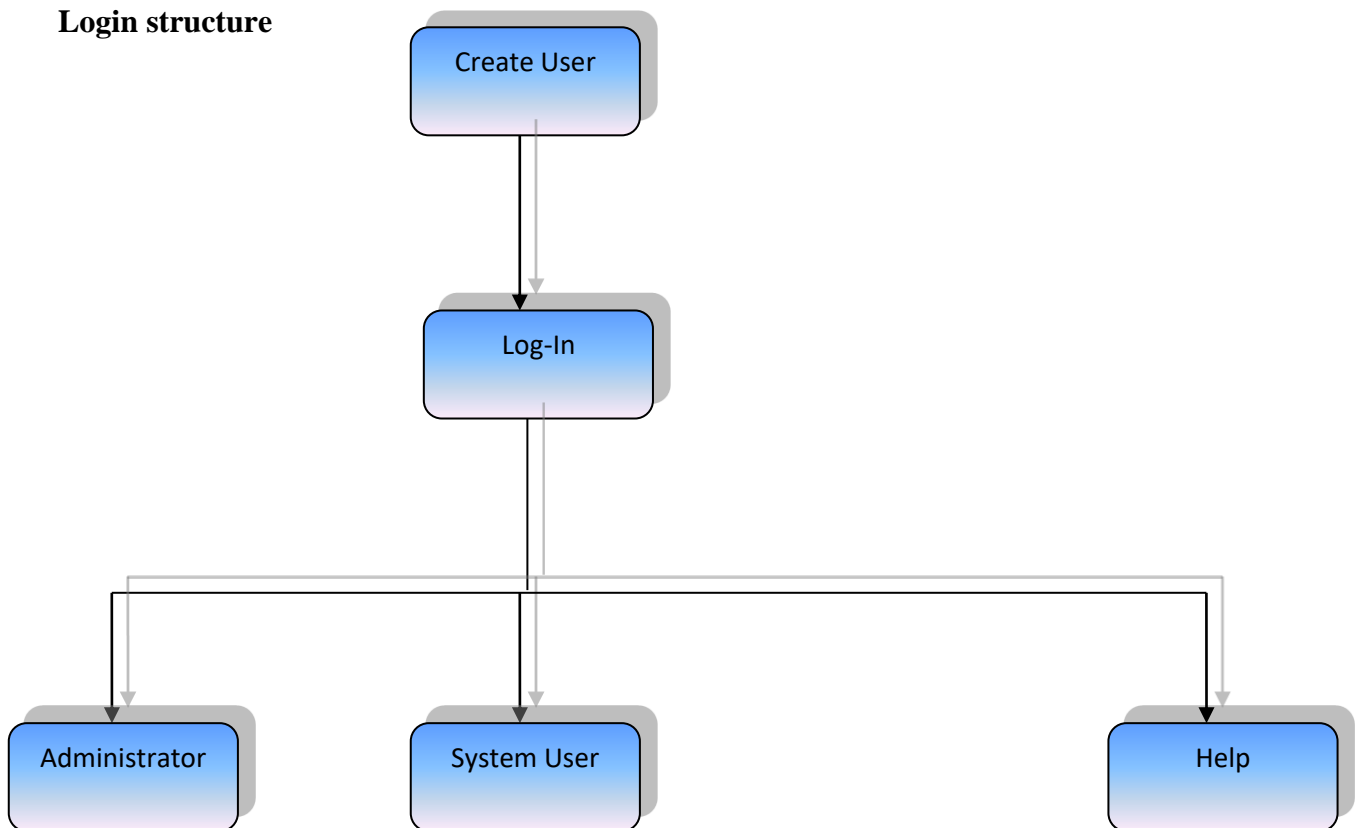 Login structure
Create User
Log-In
Administrator
System User
Help